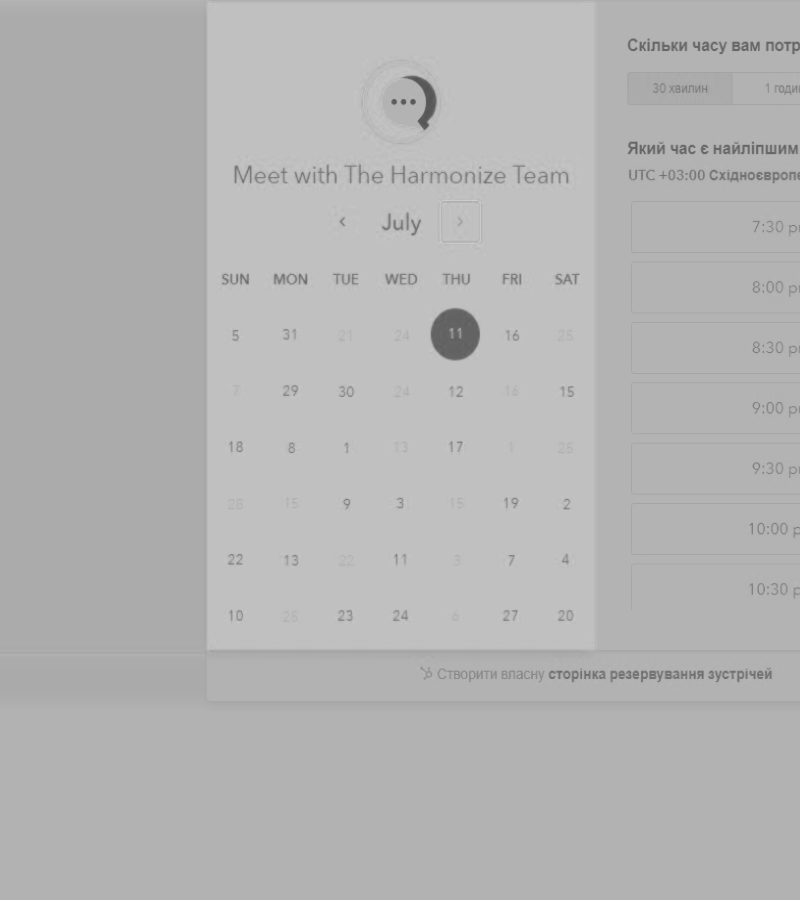 Meet with The Harmonize Team
July
SUN MON TUE WED THU FRI SAT
5 31 21 24 11 16 25
7 29 30 24 12 16 15
18 8 1 13 17 1 25
28 15 9 3 15 19 2
22 13 22 11 3 7 4
10 25 23 24 6 27 20
Скільки часу вам
30 хвилин 1
Який час є найліпшим
UTC +03:00
7:30
8:00
8:30
9:00
9:30
10:00
10:30
Створити власну сторінка резервування зустрічей